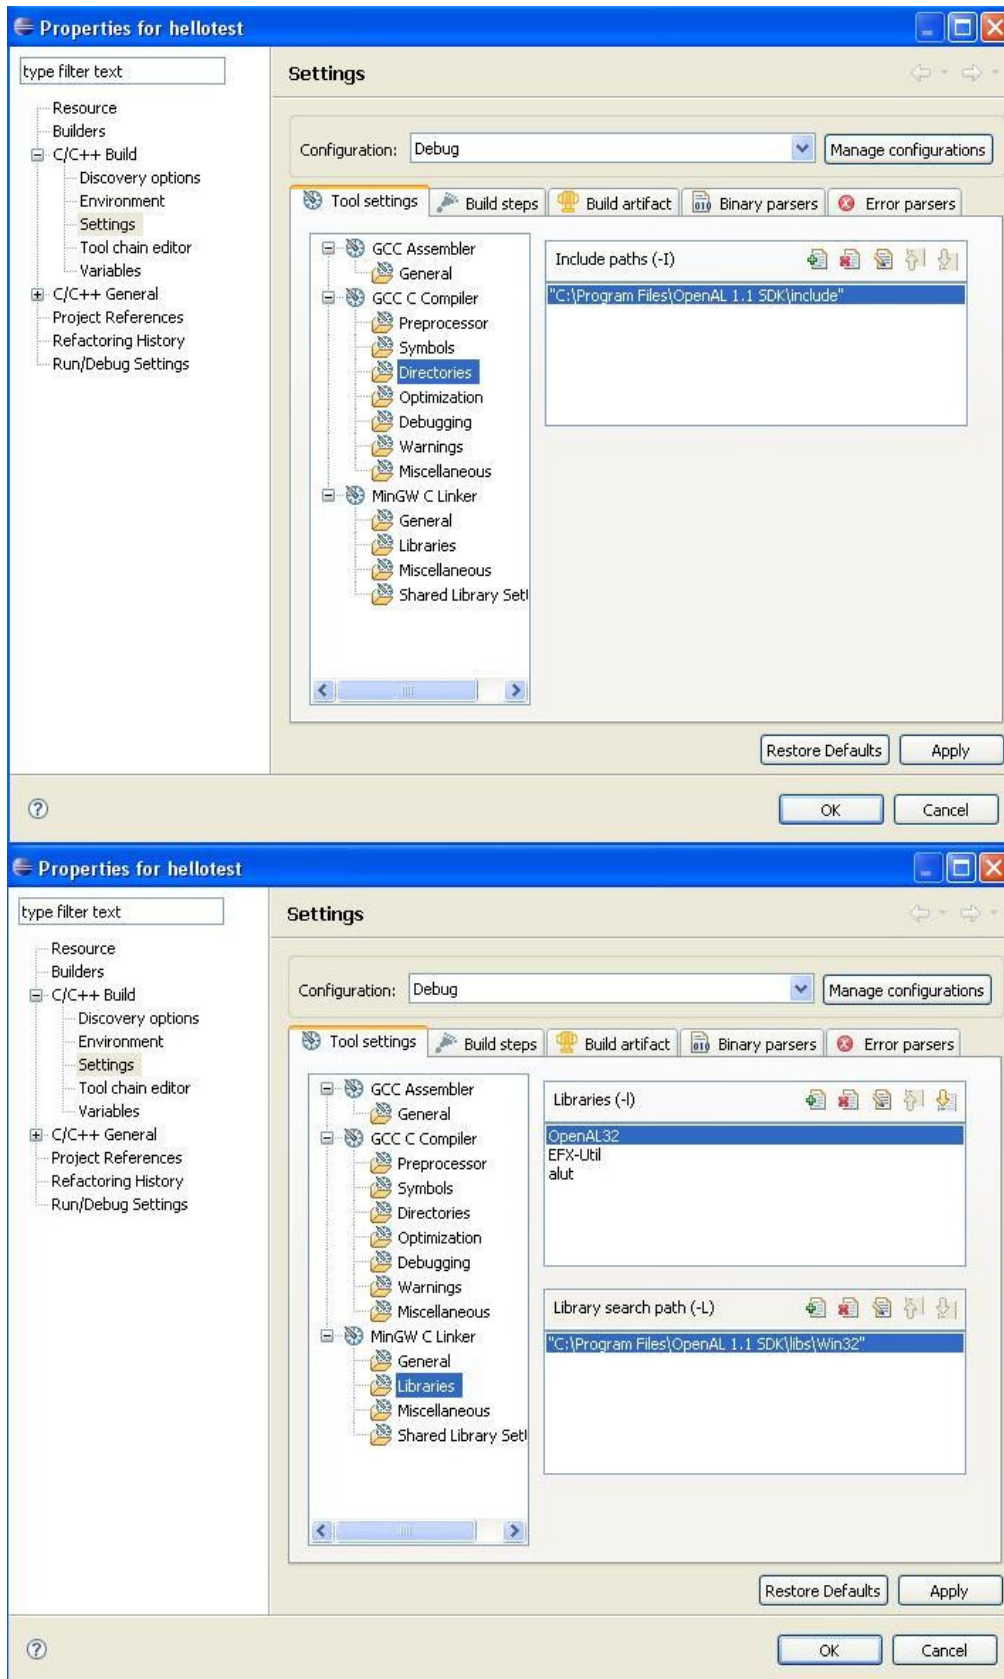 Properties for hellotest
type filter text
Resource
Builders
C/C++ Build
Discovery options
Environment
Settings
Tool chain editor
Variables
C/C++ General
Project References
Refactoring History
Run/Debug Settings
Settings
Configuration: Debug Manage configurations
Tool settings Build steps Build artifact Binary parsers Error parsers
GCC Assembler
General
GCC C Compiler
Preprocessor
Symbols
Directories
Optimization
Debugging
Warnings
Miscellaneous
MinGW C Linker
General
Libraries
Miscellaneous
Shared Library Set
Include paths (-I)
"C:\Program Files\OpenAL 1.1 SDK\include"
Restore Defaults Apply
OK Cancel
Properties for hellotest
type filter text
Resource
Builders
C/C++ Build
Discovery options
Environment
Settings
Tool chain editor
Variables
C/C++ General
Project References
Refactoring History
Run/Debug Settings
Settings
Configuration: Debug Manage configurations
Tool settings Build steps Build artifact Binary parsers Error parsers
GCC Assembler
General
GCC C Compiler
Preprocessor
Symbols
Directories
Optimization
Debugging
Warnings
Miscellaneous
MinGW C Linker
General
Libraries
Miscellaneous
Shared Library Set
Libraries (-l)
OpenAL32
EFX-Util
alut
Library search path (-L)
"C:\Program Files\OpenAL 1.1 SDK\libs\Win32"
Restore Defaults Apply
OK Cancel